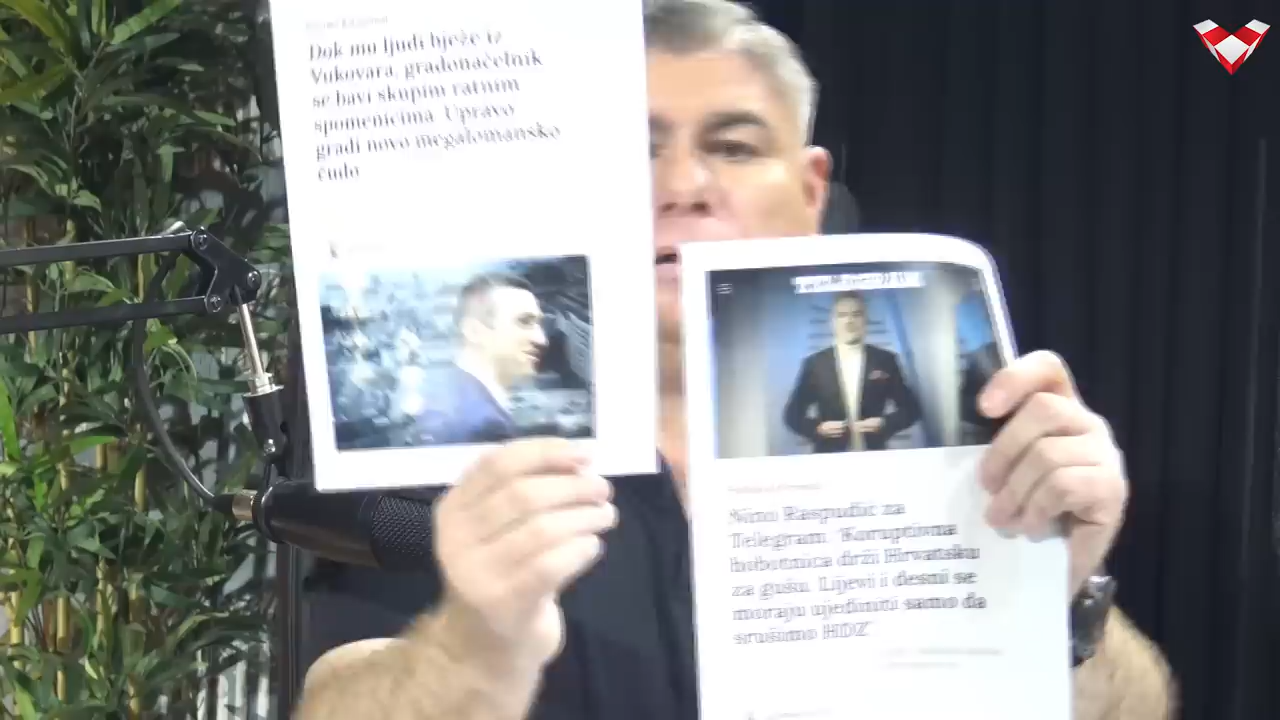 Dok mu ljudi bježe iz
Vukovara, gradonačelnik
se bavi skupim ratnim
spomenicima. Upravo
gradi novo megalomansko
čudo
Nino Raspudić za
Telegram: 'Koruptivna
hobotnica drži Hrvatsku
za gušu. Lijevi i desni se
moraju ujediniti samo da
srušimo HDZ'